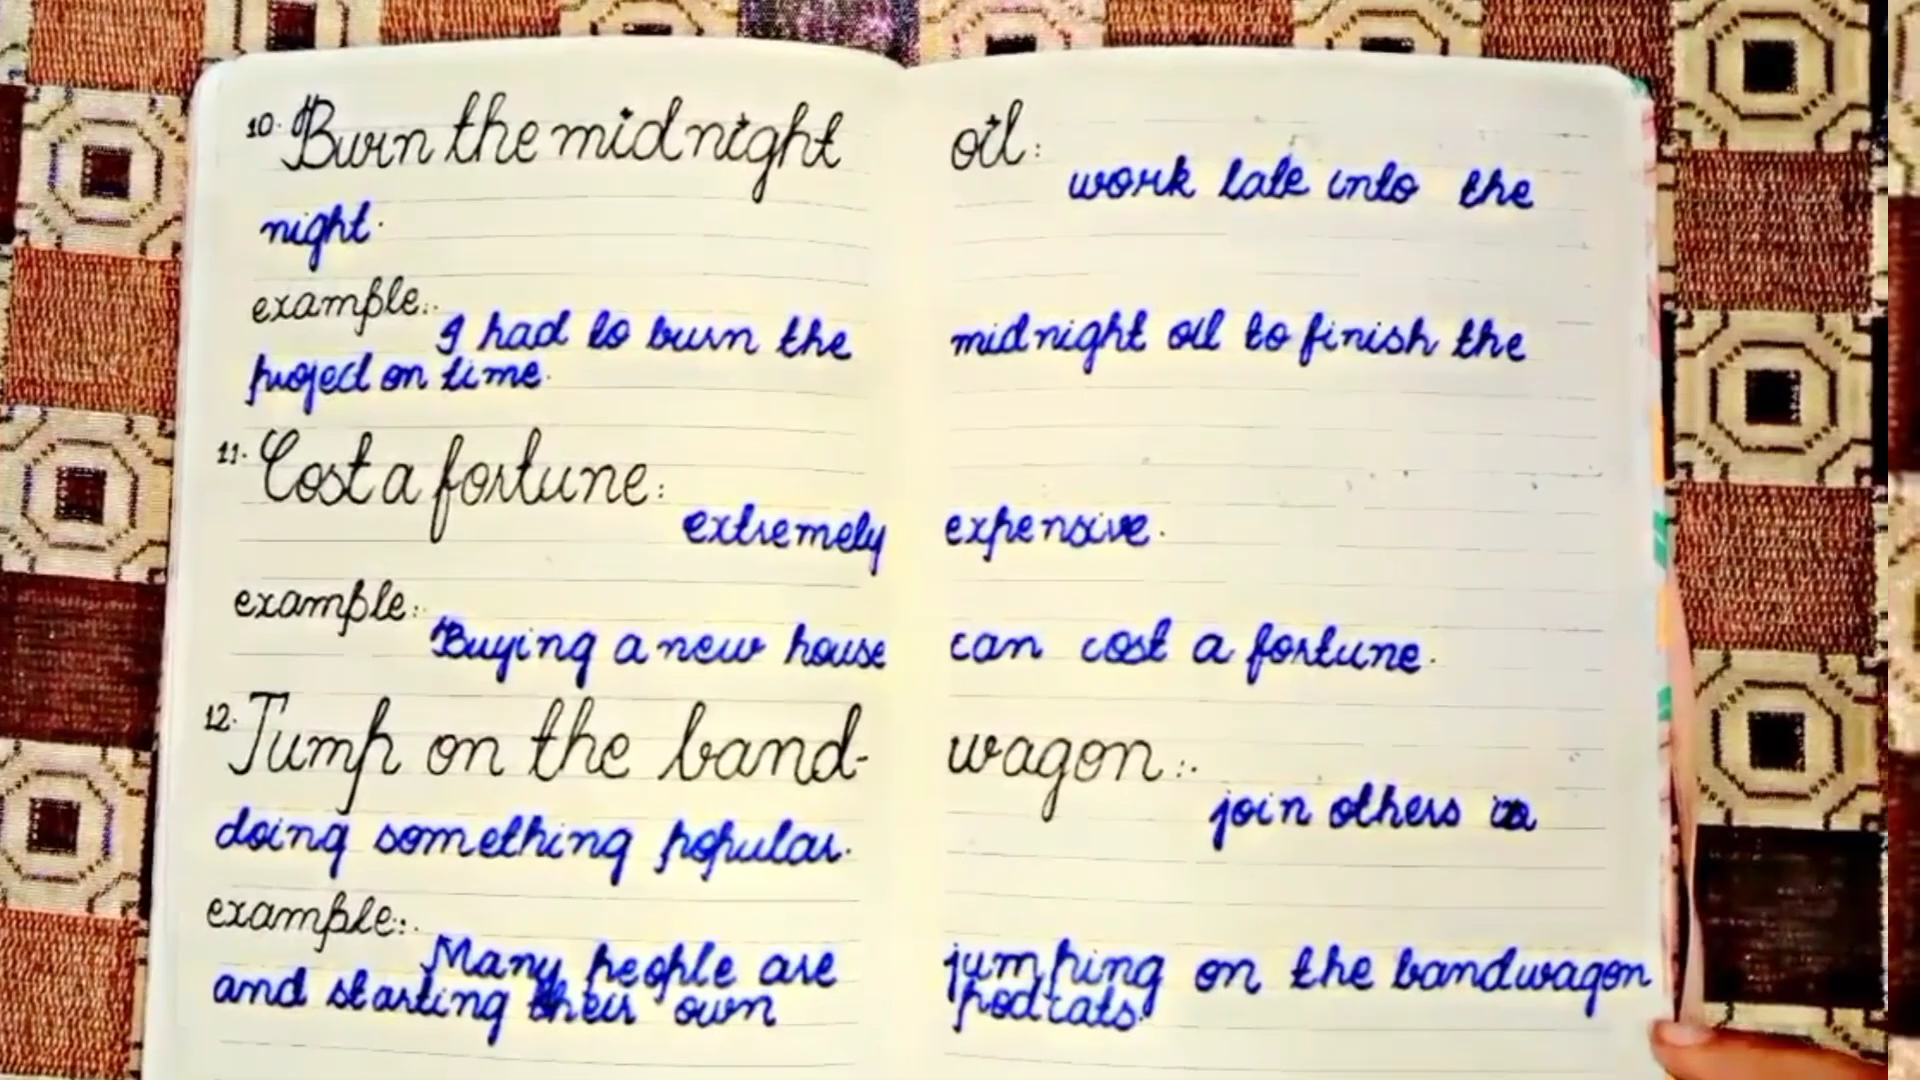 10. Burn the midnight oil:
work late into the
night.
example:. I had to burn the midnight oil to finish the
project on time.
11. Cost a fortune:
extremely expensive.
example:. Buying a new house can cost a fortune.
12. Jump on the band-wagon:.
join others
doing something popular.
example:. Many people are jumping on the bandwagon
and starting their own podcats.